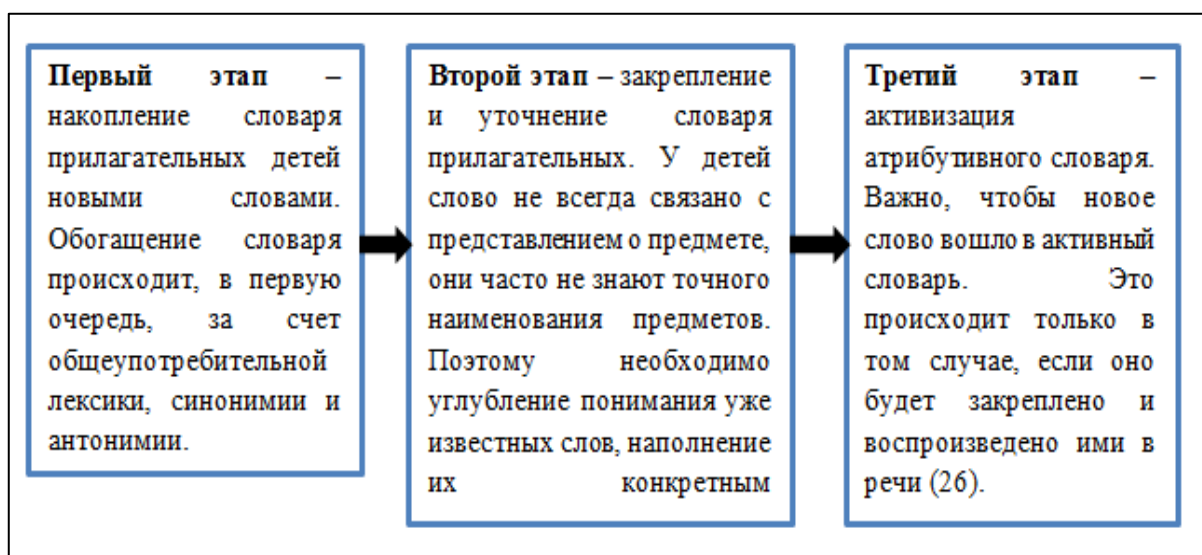 Первый этап –
накопление словаря
прилагательных детей
новыми словами.
Обогащение словаря
происходит, в первую
очередь, за счет
общеупотребительной
лексики, синонимии и
антонимии.
Второй этап – закрепление
и уточнение словаря
прилагательных. У детей
слово не всегда связано с
представлением о предмете,
они часто не знают точного
наименования предметов.
Поэтому необходимо
углубление понимания уже
известных слов, наполнение
их конкретным
Третий этап –
активизация
атрибутивного словаря.
Важно, чтобы новое
слово вошло в активный
словарь. Это
происходит только в
том случае, если оно
будет закреплено и
воспроизведено ими в
речи (26).